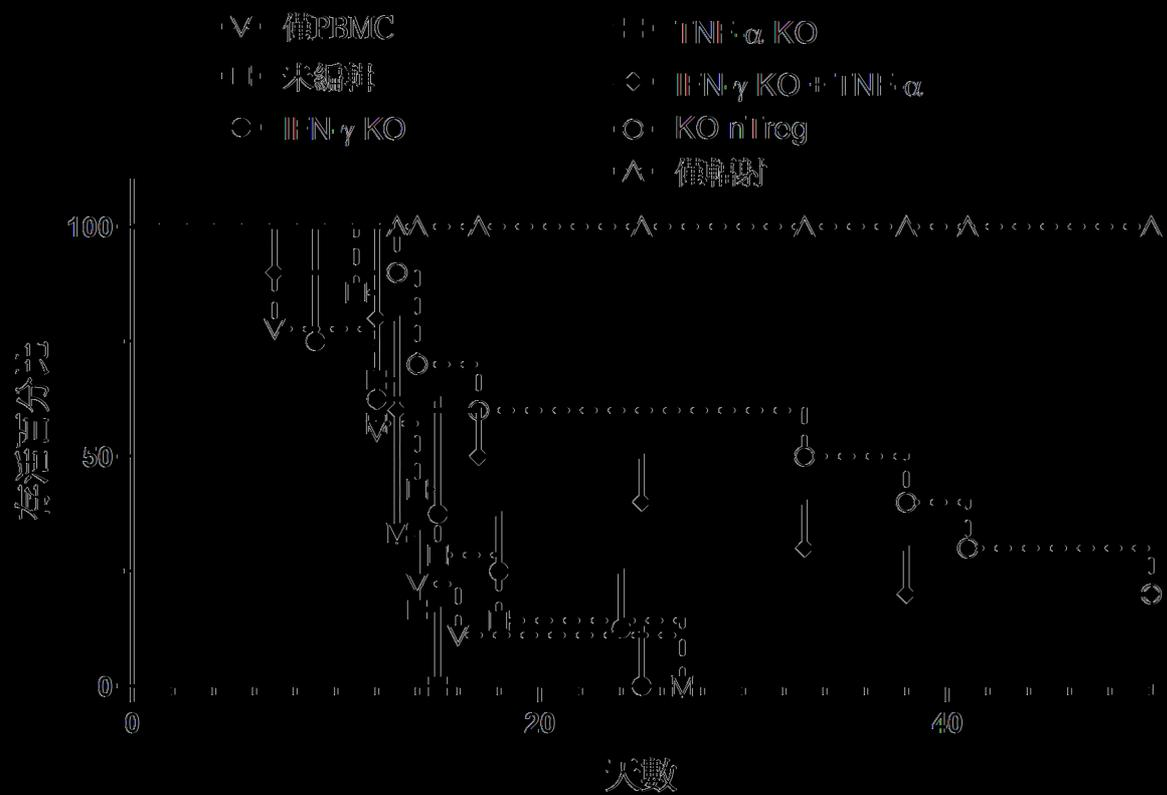 僅PBMC
未編輯
IFN-γ KO
TNF-α KO
IFN-γ KO + TNF-α
KO nTreg
僅輻射
存活百分比
100
50
0
0 20 40
天數